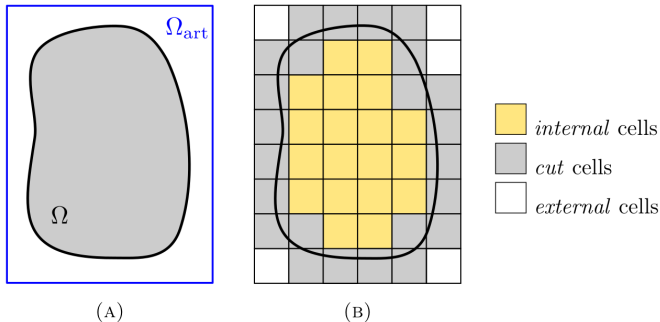 Ω_art
Ω
internal cells
cut cells
external cells
(A)
(B)